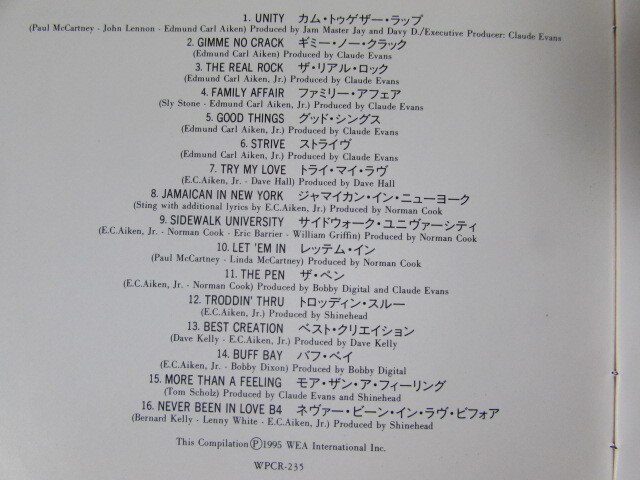 1. UNITY カム・トゥゲザー・ラップ
(Paul McCartney - John Lennon - Edmund Carl Aiken) Produced by Jam Master Jay and Davy D./Executive Producer: Claude Evans
2. GIMME NO CRACK ギミー・ノー・クラック
(Edmund Carl Aiken) Produced by Claude Evans
3. THE REAL ROCK ザ・リアル・ロック
(Edmund Carl Aiken, Jr.) Produced by Claude Evans
4. FAMILY AFFAIR ファミリー・アフェア
(Sly Stone - Edmund Carl Aiken, Jr.) Produced by Claude Evans
5. GOOD THINGS グッド・シングス
(Edmund Carl Aiken, Jr.) Produced by Claude Evans
6. STRIVE ストライヴ
(Edmund Carl Aiken, Jr.) Produced by Claude Evans
7. TRY MY LOVE トライ・マイ・ラヴ
(E.C.Aiken, Jr. - Dave Hall) Produced by Dave Hall
8. JAMAICAN IN NEW YORK ジャマイカン・イン・ニューヨーク
(Sting with additional lyrics by E.C.Aiken, Jr.) Produced by Norman Cook
9. SIDEWALK UNIVERSITY サイドウォーク・ユニヴァーシティ
(E.C.Aiken, Jr. - Norman Cook - Eric Barrier - William Griffin) Produced by Norman Cook
10. LET 'EM IN レッテム・イン
(Paul McCartney - Linda McCartney) Produced by Norman Cook
11. THE PEN ザ・ペン
(E.C.Aiken, Jr. - Norman Cook) Produced by Bobby Digital and Claude Evans
12. TRODDIN' THRU トロッディン・スルー
(E.C.Aiken, Jr.) Produced by Shinehead
13. BEST CREATION ベスト・クリエイション
(Dave Kelly - E.C.Aiken, Jr.) Produced by Dave Kelly
14. BUFF BAY バフ・ベイ
(E.C.Aiken, Jr. - Bobby Dixon) Produced by Bobby Digital
15. MORE THAN A FEELING モア・ザン・ア・フィーリング
(Tom Scholz) Produced by Claude Evans and Shinehead
16. NEVER BEEN IN LOVE B4 ネヴァー・ビーン・イン・ラヴ・ビフォア
(Bernard Kelly - Lenny White - E.C.Aiken, Jr.) Produced by Shinehead
This Compilation Ⓟ1995 WEA International Inc.
WPCR-235